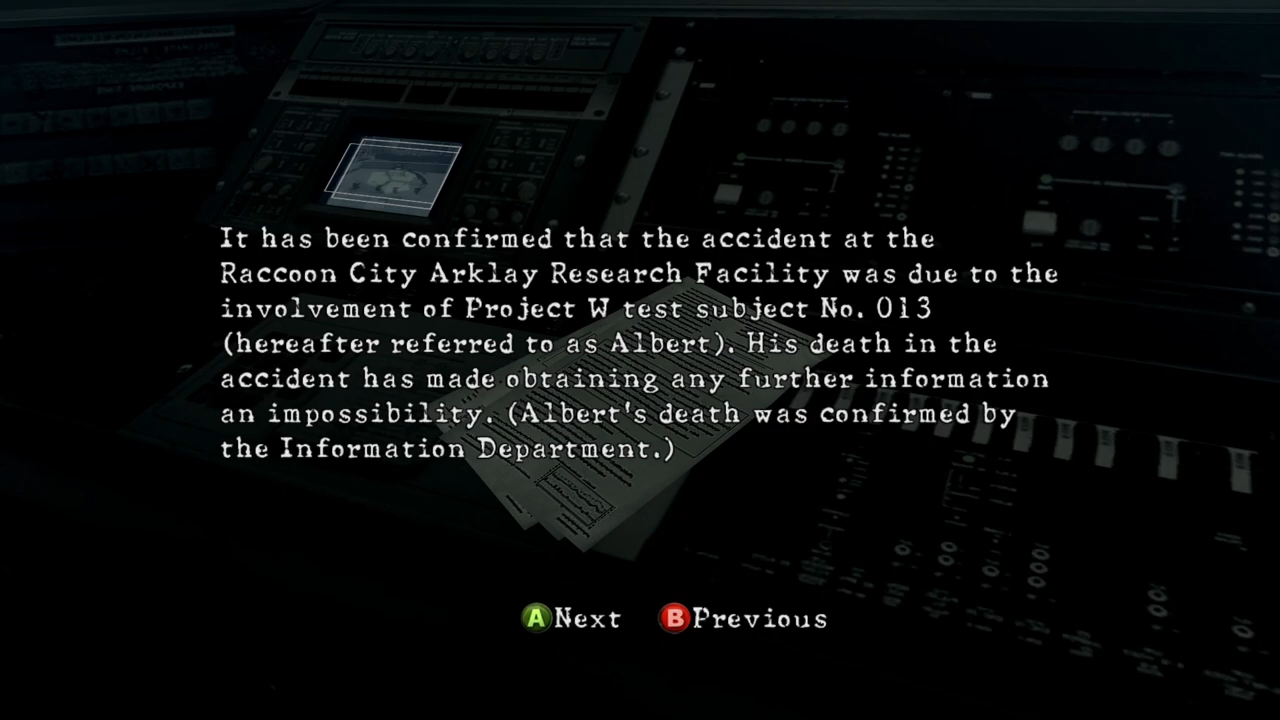 It has been confirmed that the accident at the
Raccoon City Arklay Research Facility was due to the
involvement of Project W test subject No. 013
(hereafter referred to as Albert). His death in the
accident has made obtaining any further information
an impossibility. (Albert's death was confirmed by
the Information Department.)
A Next B Previous